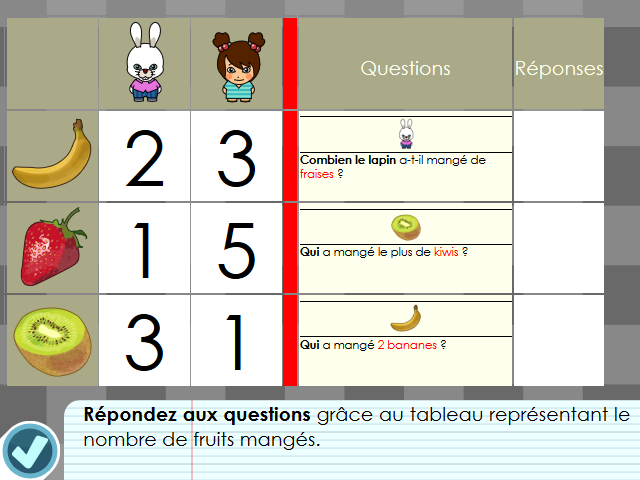 Questions Réponses
2 3
Combien le lapin a-t-il mangé de
fraises ?
1 5
Qui a mangé le plus de kiwis ?
3 1
Qui a mangé 2 bananes ?
Répondez aux questions grâce au tableau représentant le
nombre de fruits mangés.